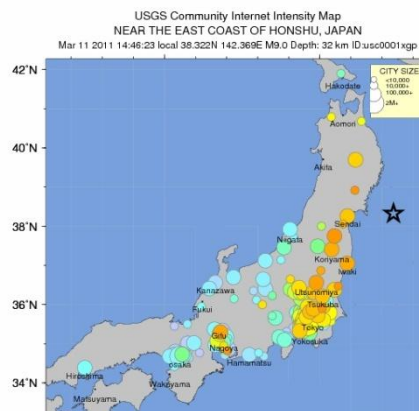 USGS Community Internet Intensity Map
NEAR THE EAST COAST OF HONSHU, JAPAN
Mar 11 2011 14:46:23 local 38.322N 142.369E M9.0 Depth: 32 km ID:usc0001xgp
42°N
CITY SIZE
<10,000
10,000+
100,000+
2M+
Hakodate
Aomori
40°N
Akita
Sendai
38°N
Niigata
Koriyama
Iwaki
Kanazawa
Utsunomiya
Tsukuba
36°N
Fukui
Tokyo
Gifu
Yokosuka
Nagoya
Osaka
Hamamatsu
Hiroshima
34°N
Wakayama
Matsuyama